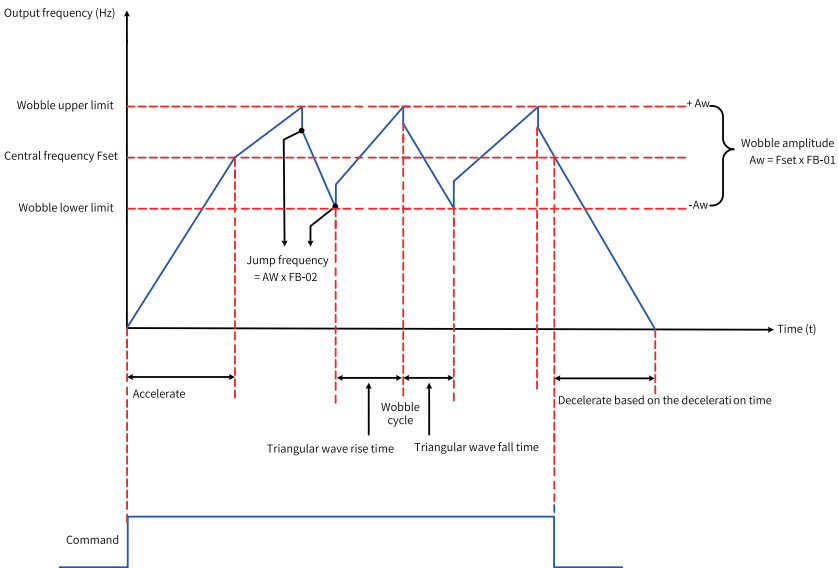 Output frequency (Hz)
Wobble upper limit
+ Aw
Wobble amplitude
Central frequency Fset
Aw = Fset x FB-01
Wobble lower limit
-Aw
Jump frequency
= AW x FB-02
Time (t)
Accelerate
Wobble
cycle
Decelerate based on the deceleration time
Triangular wave rise time
Triangular wave fall time
Command